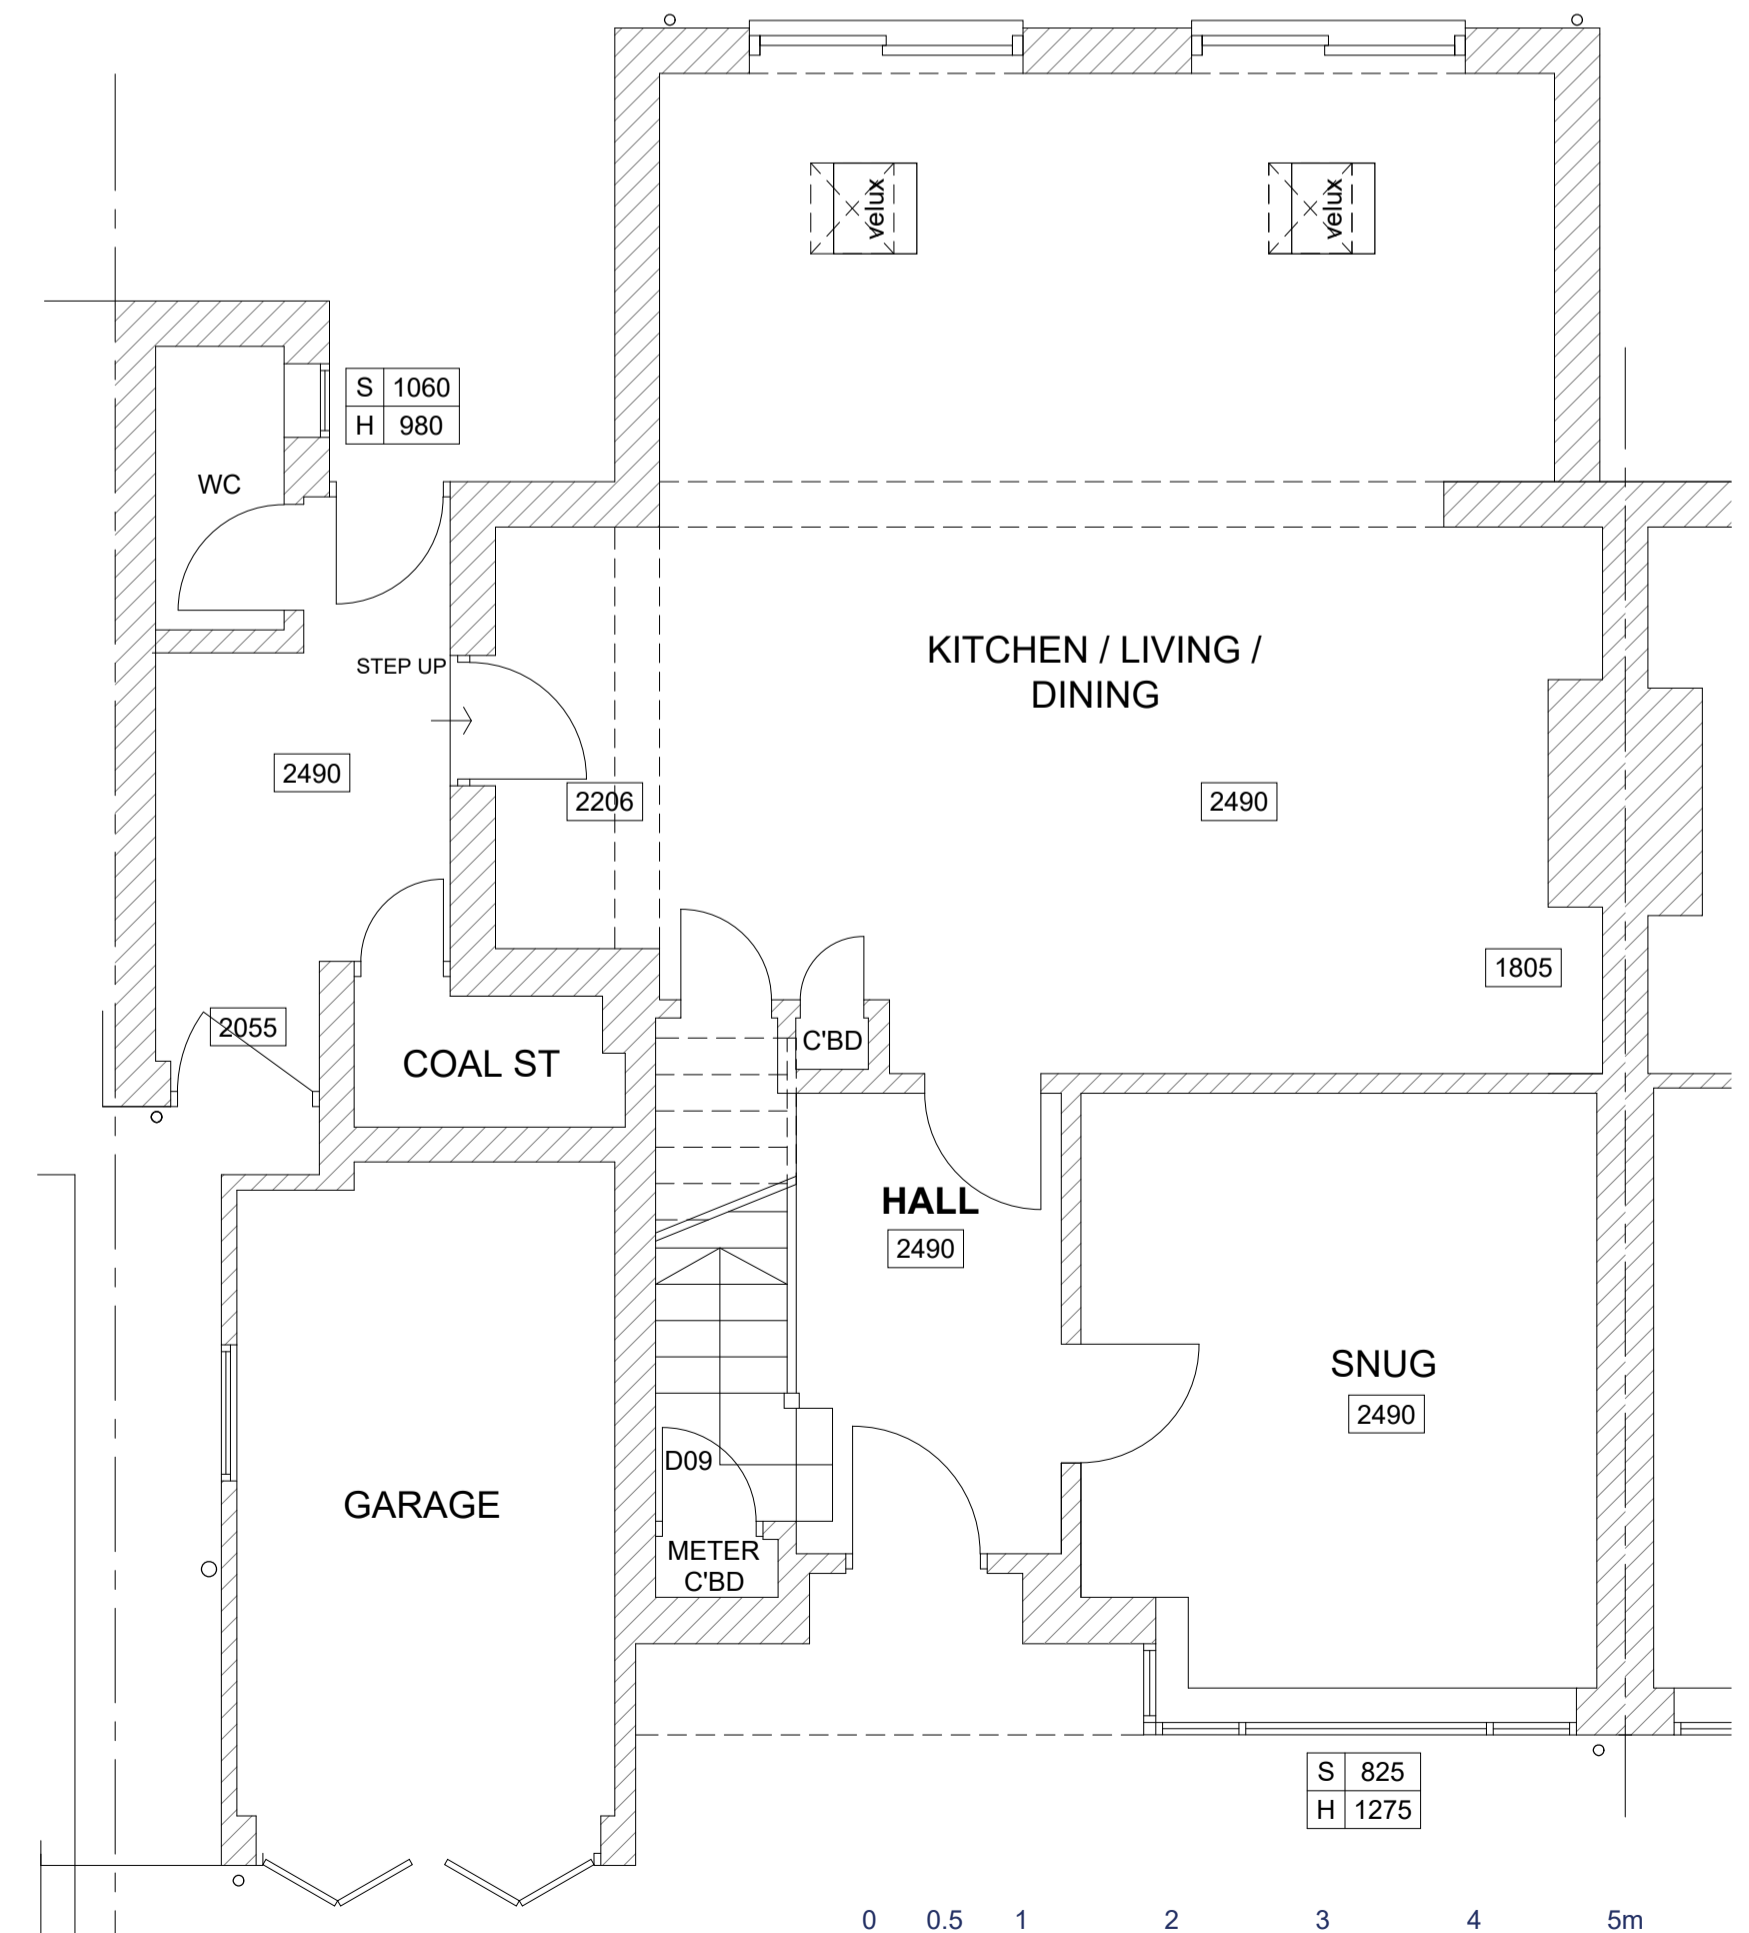 velux
velux
S 1060
H 980
WC
STEP UP
KITCHEN / LIVING /
DINING
2490
2206
2490
1805
2055
C'BD
COAL ST
HALL
2490
SNUG
2490
D09
GARAGE
METER
C'BD
S 825
H 1275
0 0.5 1 2 3 4 5m